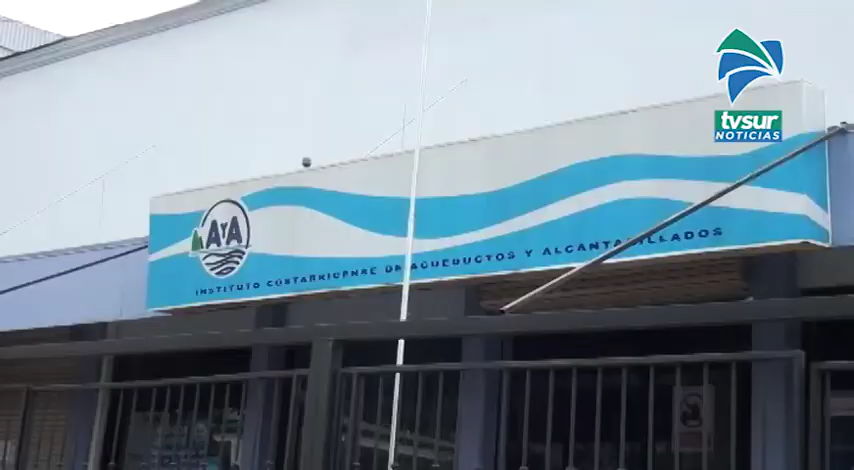 tvsur
NOTICIAS
AYA
INSTITUTO COSTARRICENSE DE ACUEDUCTOS Y ALCANTARILLADOS